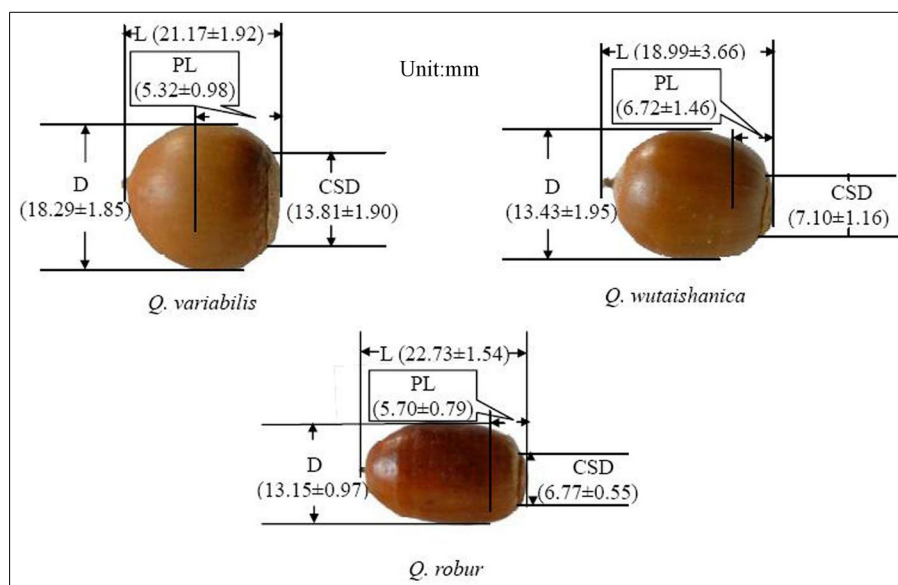 L (21.17±1.92)
PL
(5.32±0.98)
D
(18.29±1.85)
CSD
(13.81±1.90)
Q. variabilis
Unit:mm
L (18.99±3.66)
PL
(6.72±1.46)
D
(13.43±1.95)
CSD
(7.10±1.16)
Q. wutaishanica
L (22.73±1.54)
PL
(5.70±0.79)
D
(13.15±0.97)
CSD
(6.77±0.55)
Q. robur